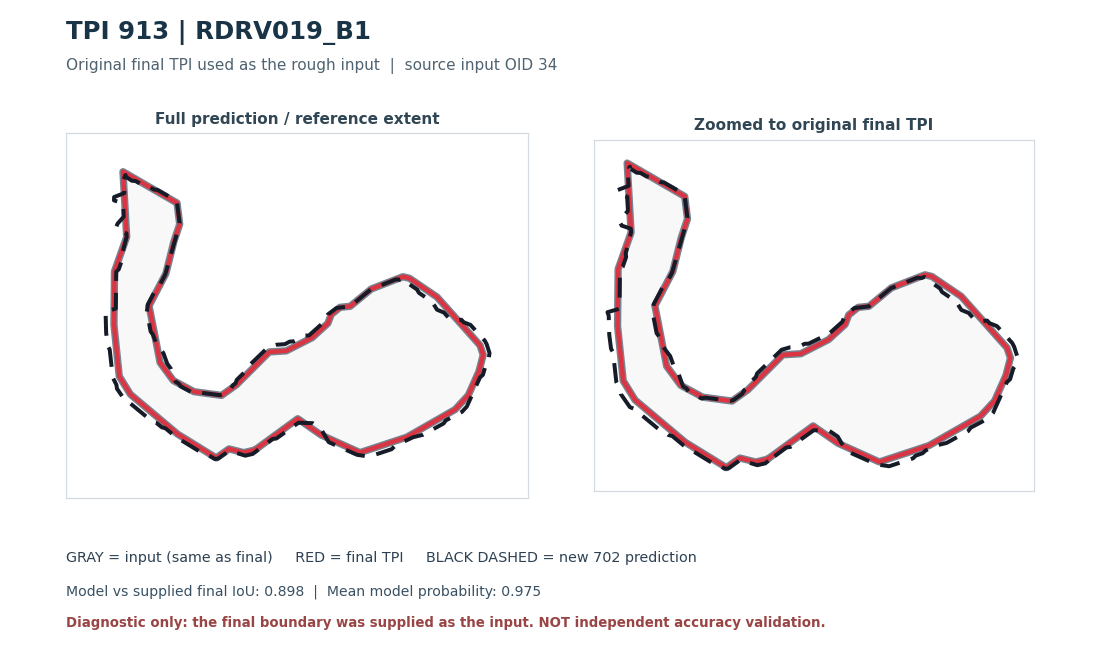 TPI 913 | RDRV019_B1
Original final TPI used as the rough input | source input OID 34
Full prediction / reference extent
Zoomed to original final TPI
GRAY = input (same as final) RED = final TPI BLACK DASHED = new 702 prediction
Model vs supplied final IoU: 0.898 | Mean model probability: 0.975
Diagnostic only: the final boundary was supplied as the input. NOT independent accuracy validation.